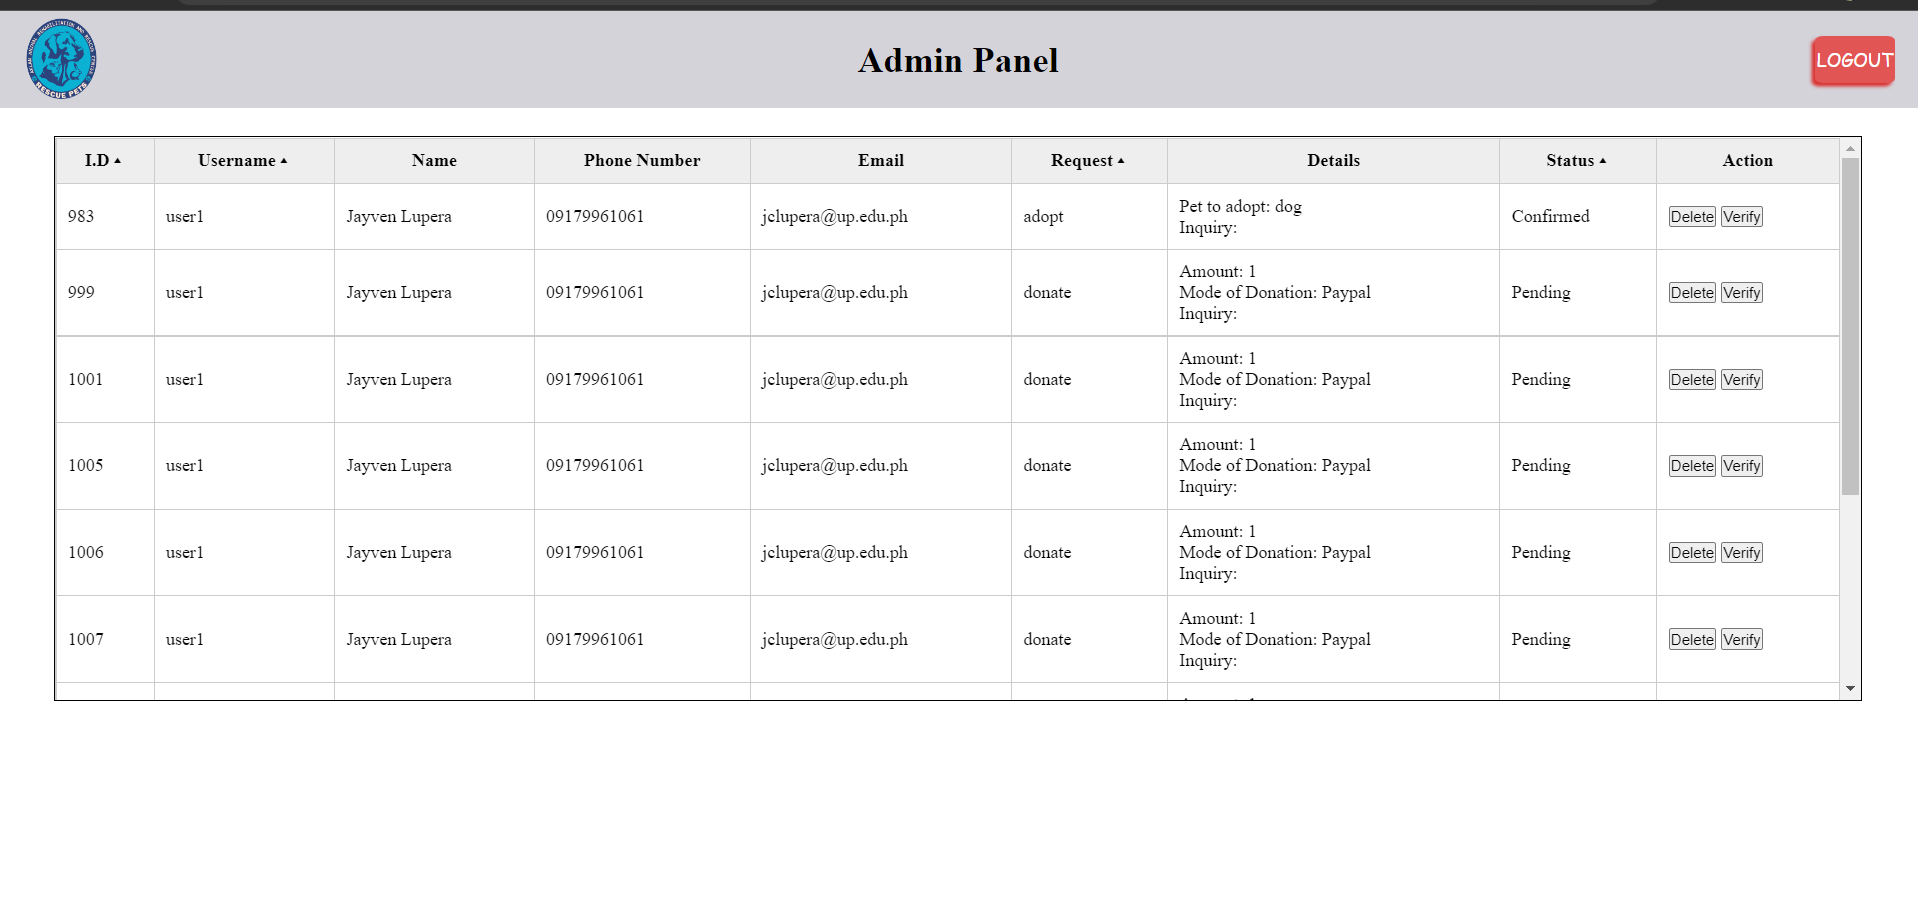 RESCUE PETS
Admin Panel
LOGOUT
I.D Username Name Phone Number Email Request Details Status Action
983 user1 Jayven Lupera 09179961061 jclupera@up.edu.ph adopt Pet to adopt: dog
Inquiry: Confirmed Delete Verify
999 user1 Jayven Lupera 09179961061 jclupera@up.edu.ph donate Amount: 1
Mode of Donation: Paypal
Inquiry: Pending Delete Verify
1001 user1 Jayven Lupera 09179961061 jclupera@up.edu.ph donate Amount: 1
Mode of Donation: Paypal
Inquiry: Pending Delete Verify
1005 user1 Jayven Lupera 09179961061 jclupera@up.edu.ph donate Amount: 1
Mode of Donation: Paypal
Inquiry: Pending Delete Verify
1006 user1 Jayven Lupera 09179961061 jclupera@up.edu.ph donate Amount: 1
Mode of Donation: Paypal
Inquiry: Pending Delete Verify
1007 user1 Jayven Lupera 09179961061 jclupera@up.edu.ph donate Amount: 1
Mode of Donation: Paypal
Inquiry: Pending Delete Verify